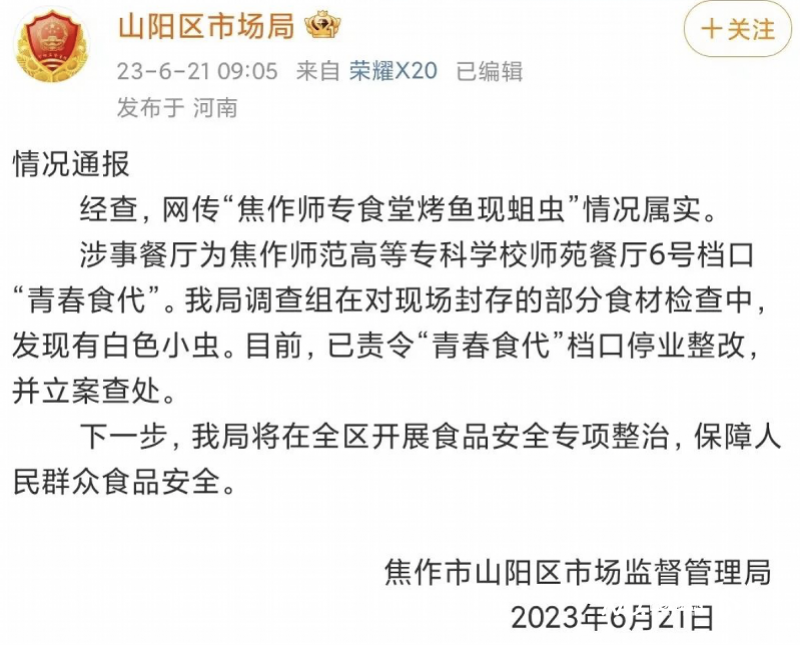 山阳区市场局
+关注
23-6-21 09:05 来自 荣耀X20 已编辑
发布于 河南
情况通报
经查，网传“焦作师专食堂烤鱼现蛆虫”情况属实。
涉事餐厅为焦作师范高等专科学校师苑餐厅6号档口
“青春食代”。我局调查组在对现场封存的部分食材检查中，
发现有白色小虫。目前，已责令“青春食代”档口停业整改，
并立案查处。
下一步，我局将在全区开展食品安全专项整治，保障人
民群众食品安全。
焦作市山阳区市场监督管理局
2023年6月21日